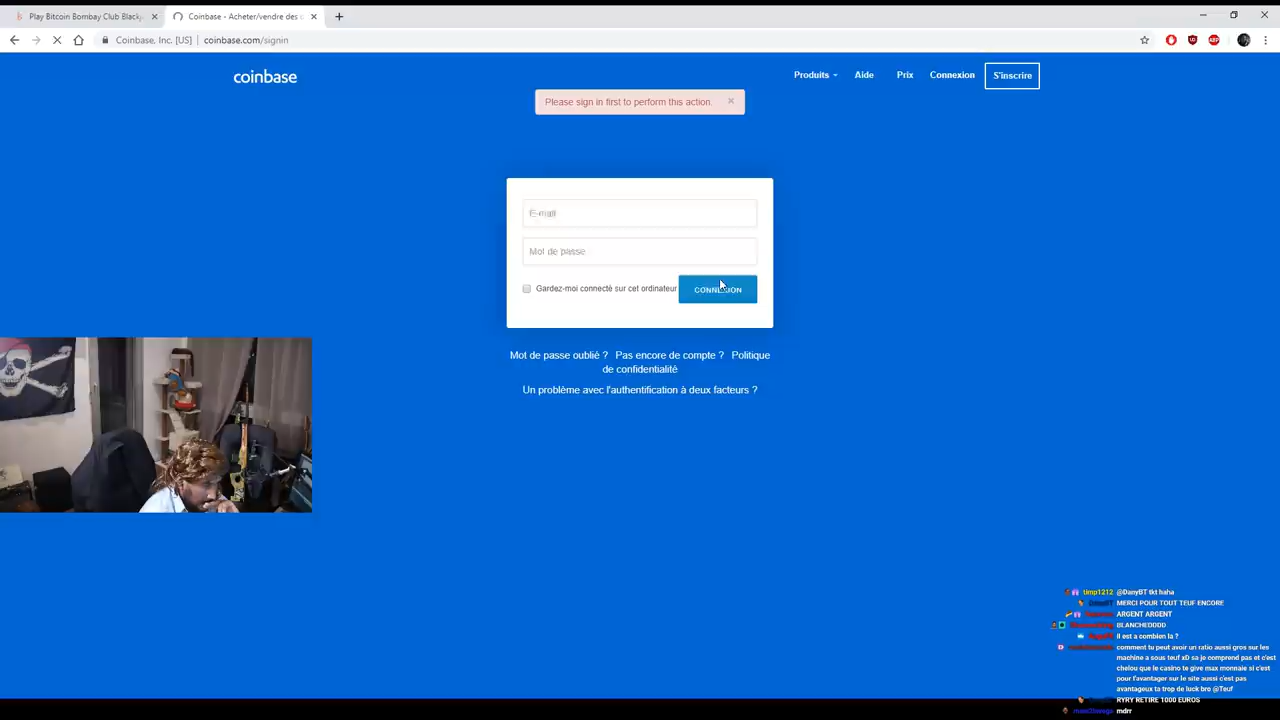 Play Bitcoin Bombay Club Blackj
Coinbase - Acheter/vendre des c
Coinbase, Inc. [US] | coinbase.com/signin
coinbase
Produits
Aide
Prix
Connexion
S'inscrire
Please sign in first to perform this action.
E-mail
Mot de passe
Gardez-moi connecté sur cet ordinateur
CONNEXION
Mot de passe oublié ? Pas encore de compte ? Politique
de confidentialité
Un problème avec l'authentification à deux facteurs ?
timp1212 @DanyBT tkt haha
MERCI POUR TOUT TEUF ENCORE
ARGENT ARGENT
BLANCHEDDDD
il est a combien la ?
comment tu peut avoir un ratio aussi gros sur les
machine a sous teuf xD sa je comprend pas et c'est
chelou que le casino te give max monnaie si c'est
pour l'avantager sur le site aussi c'est pas
avantageux ta trop de luck bro @Teuf
RYRY RETIRE 1000 EUROS
mdrr